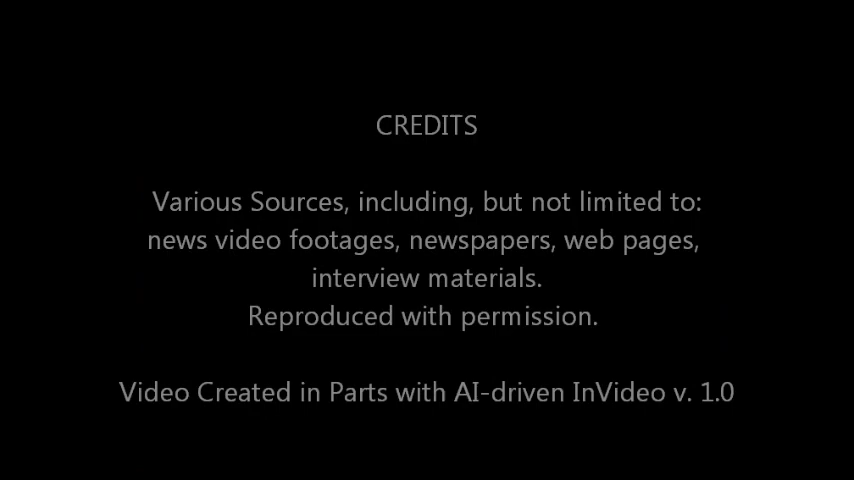 CREDITS
Various Sources, including, but not limited to:
news video footages, newspapers, web pages,
interview materials.
Reproduced with permission.
Video Created in Parts with AI-driven InVideo v. 1.0